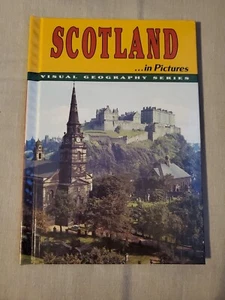 SCOTLAND
...in Pictures
VISUAL GEOGRAPHY SERIES